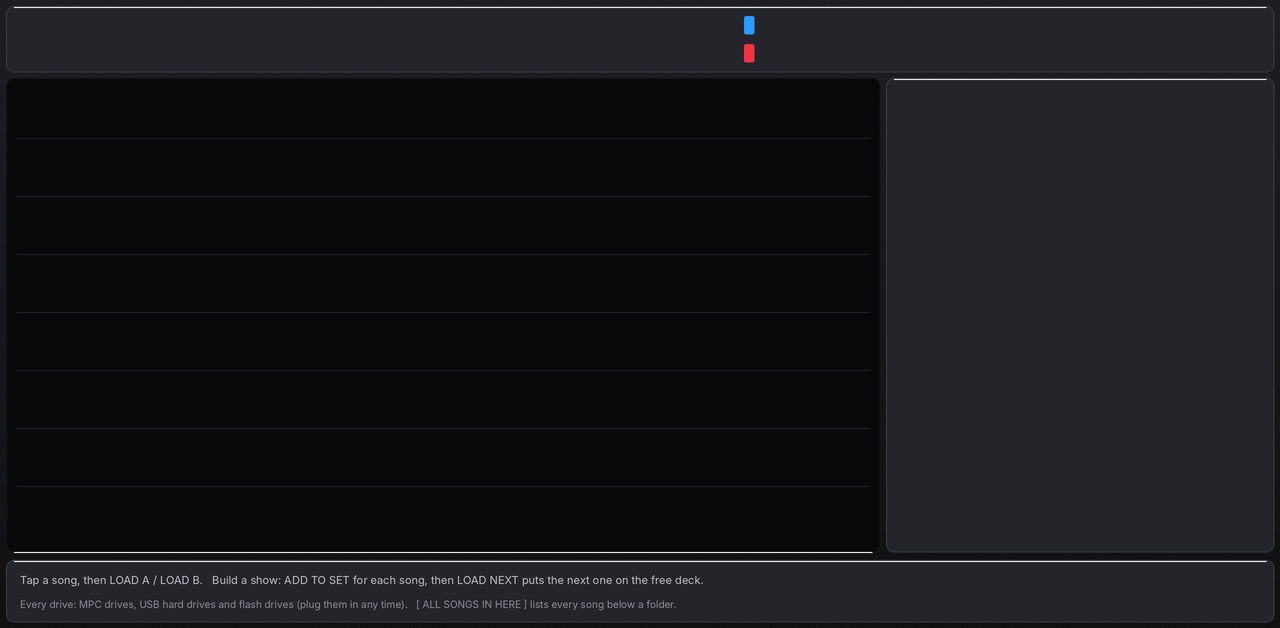 Tap a song, then LOAD A / LOAD B.   Build a show: ADD TO SET for each song, then LOAD NEXT puts the next one on the free deck.
Every drive: MPC drives, USB hard drives and flash drives (plug them in any time).   [ ALL SONGS IN HERE ] lists every song below a folder.